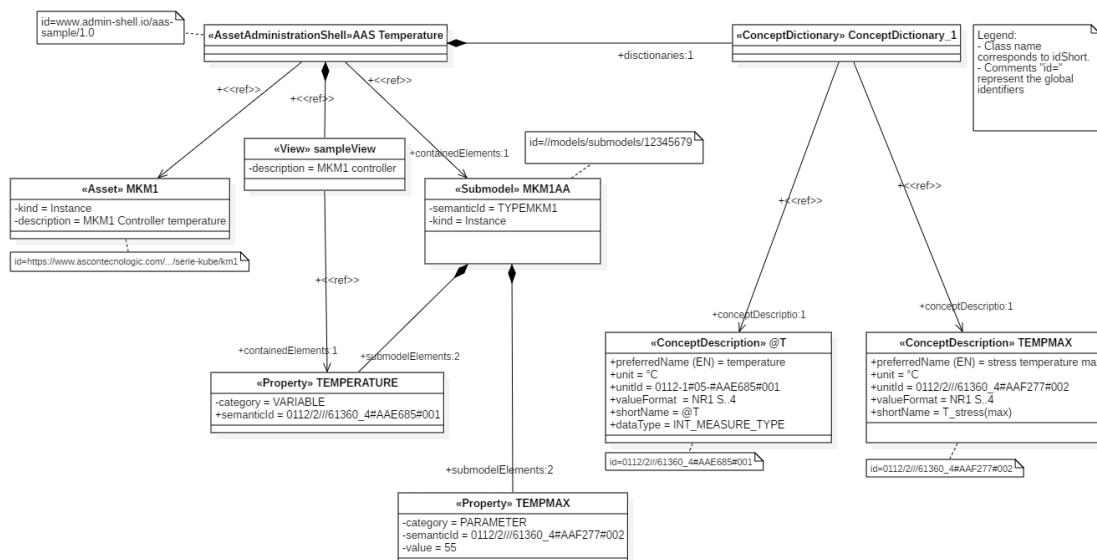 id=www.admin-shell.io/aas-
sample/1.0
«AssetAdministrationShell»AAS Temperature
+disctionaries:1
«ConceptDictionary» ConceptDictionary_1
Legend:
- Class name
corresponds to idShort.
- Comments "id="
represent the global
identifiers
+<<ref>>
+<<ref>>
+<<ref>>
«View» sampleView
-description = MKM1 controller
+containedElements:1
id=//models/submodels/12345679
«Asset» MKM1
-kind = Instance
-description = MKM1 Controller temperature
id=https://www.ascontecnologic.com/.../serie-kube/km1
«Submodel» MKM1AA
-semanticId = TYPEMKM1
-kind = Instance
+<<ref>>
+<<ref>>
+<<ref>>
+conceptDescriptio:1
+conceptDescriptio:1
+containedElements:1
+submodelElements:2
«Property» TEMPERATURE
-category = VARIABLE
+semanticId = 0112/2///61360_4#AAE685#001
«ConceptDescription» @T
+preferredName (EN) = temperature
+unit = °C
+unitId = 0112-1#05-#AAE685#001
+valueFormat = NR1 S..4
+shortName = @T
+dataType = INT_MEASURE_TYPE
id=0112/2///61360_4#AAE685#001
«ConceptDescription» TEMPMAX
+preferredName (EN) = stress temperature ma
+unit = °C
+unitId = 0112/2///61360_4#AAF277#002
+valueFormat = NR1 S..4
+shortName = T_stress(max)
id=0112/2///61360_4#AAF277#002
+submodelElements:2
«Property» TEMPMAX
-category = PARAMETER
-semanticId = 0112/2///61360_4#AAF277#002
-value = 55